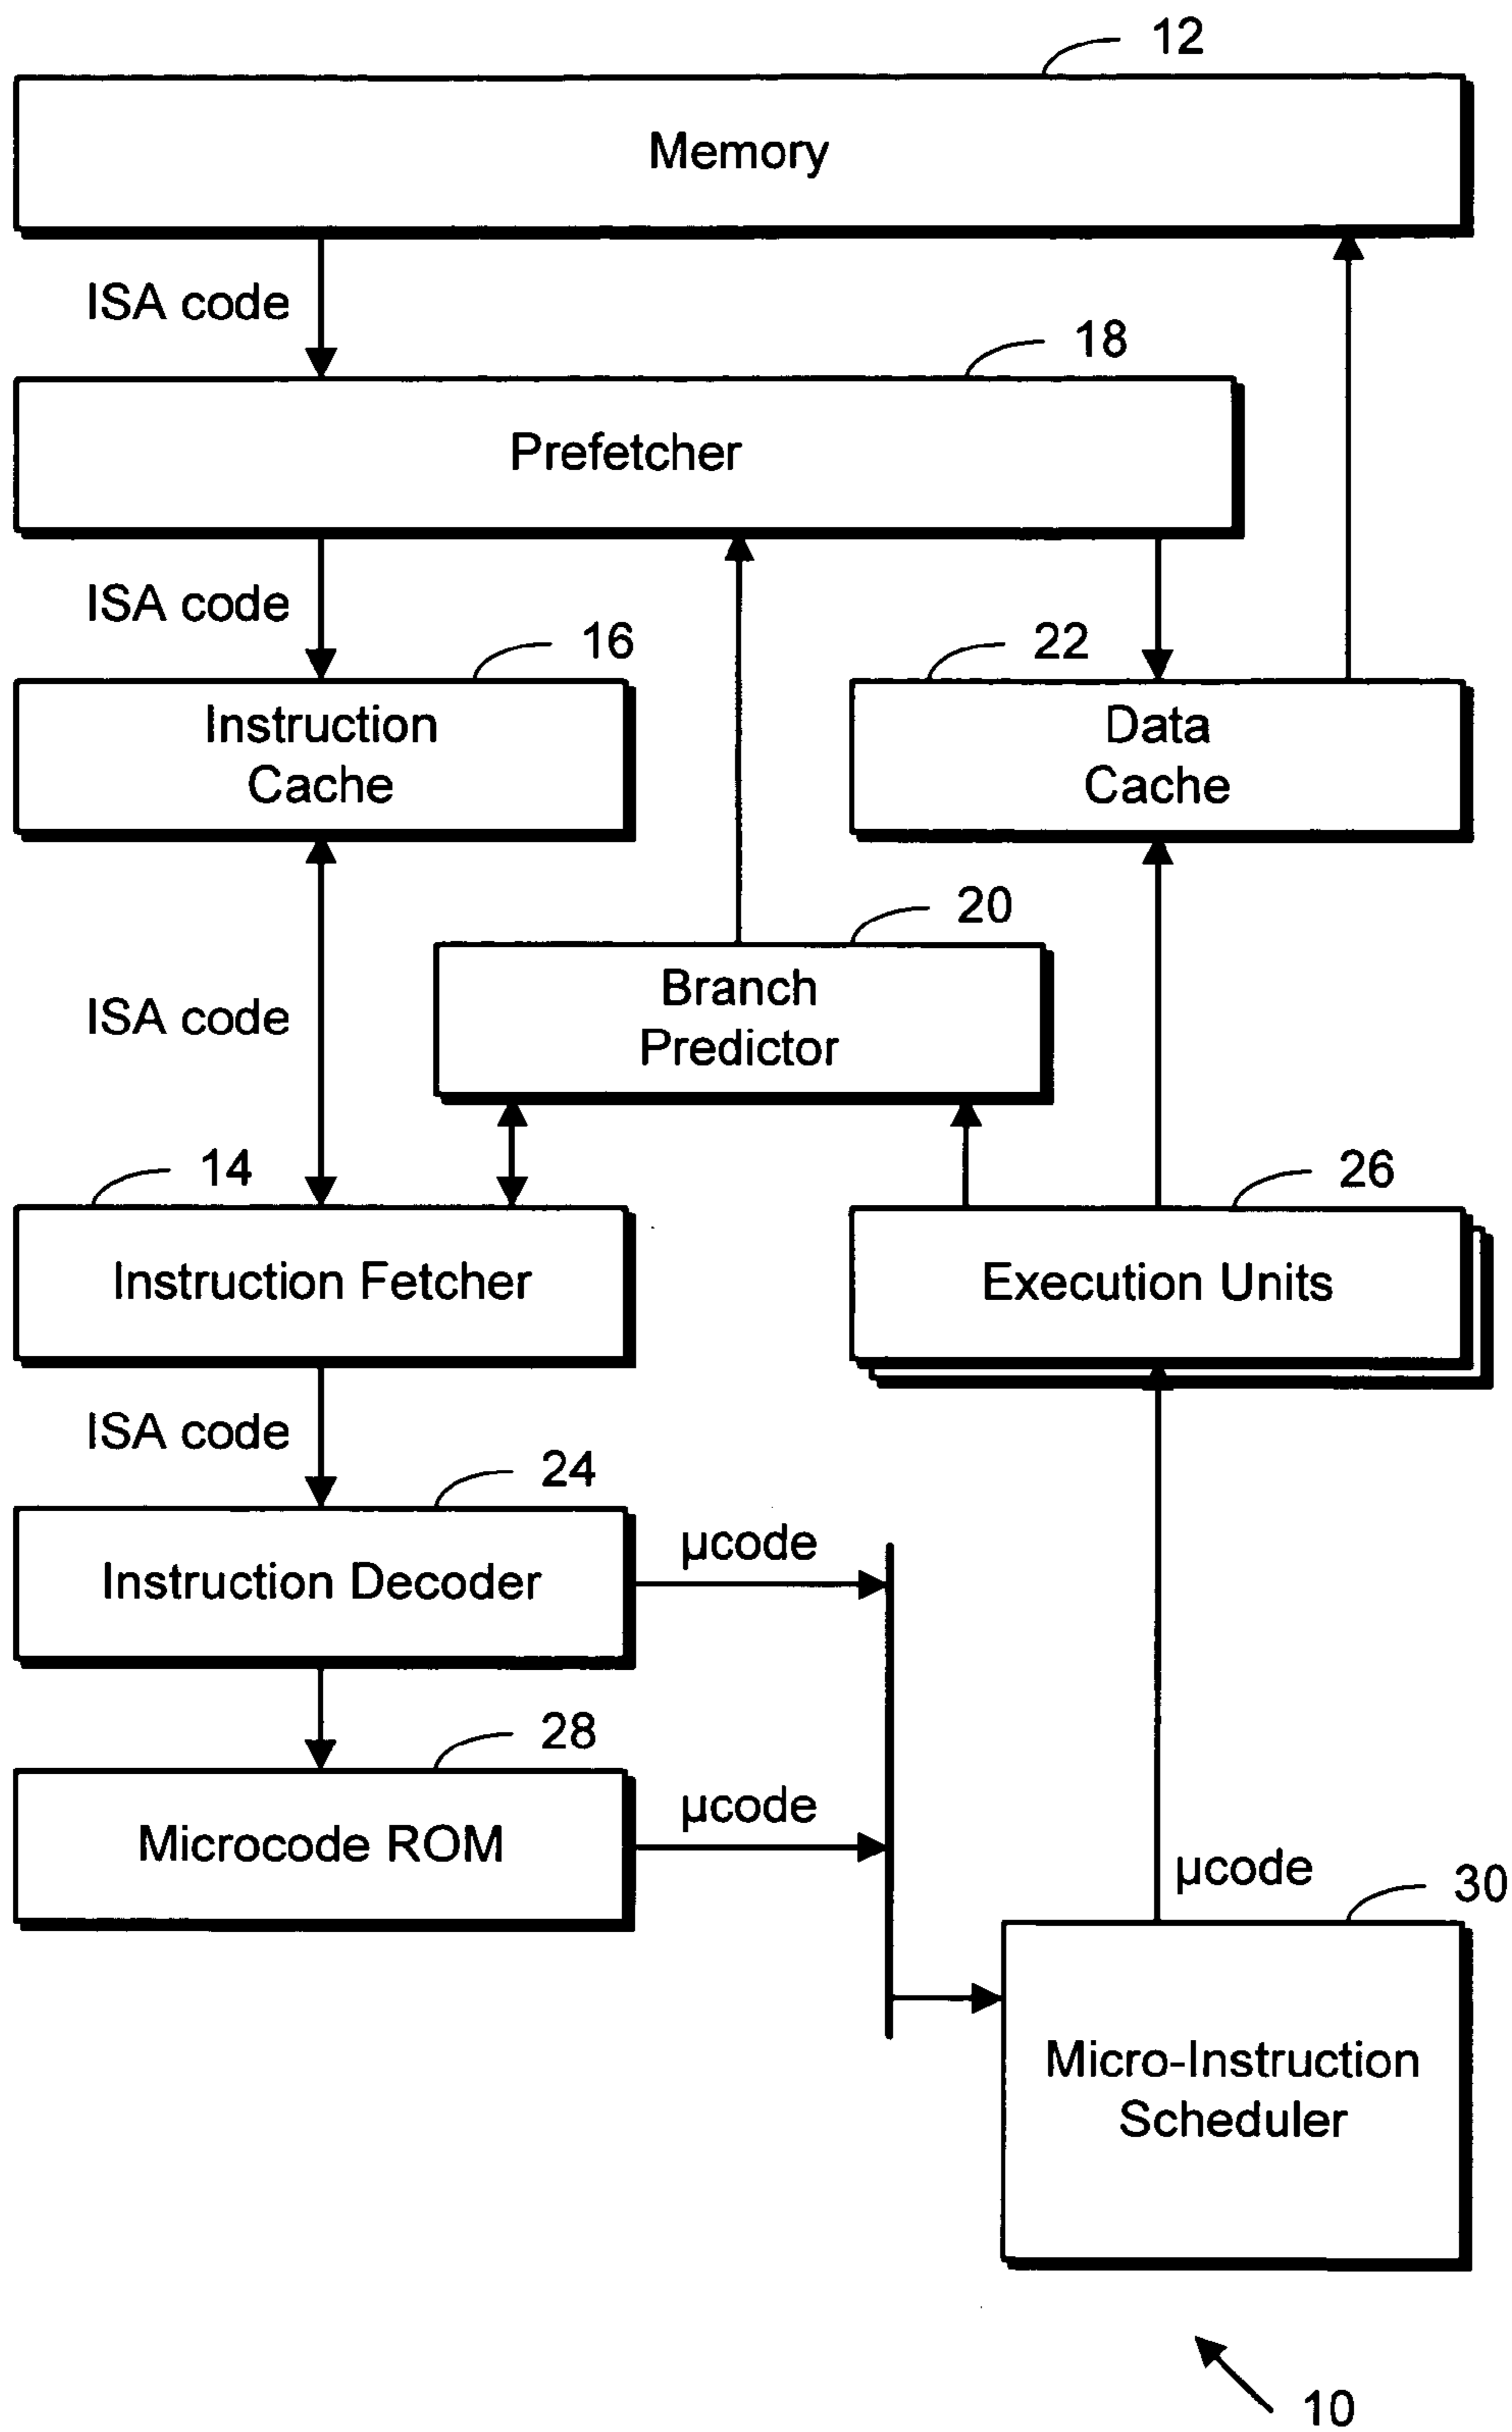 12
Memory
ISA code
18
Prefetcher
ISA code
16
22
Instruction
Cache
Data
Cache
20
Branch
Predictor
ISA code
14
26
Instruction Fetcher
Execution Units
ISA code
24
Instruction Decoder
µcode
28
Microcode ROM
µcode
µcode
30
Micro-Instruction
Scheduler
10